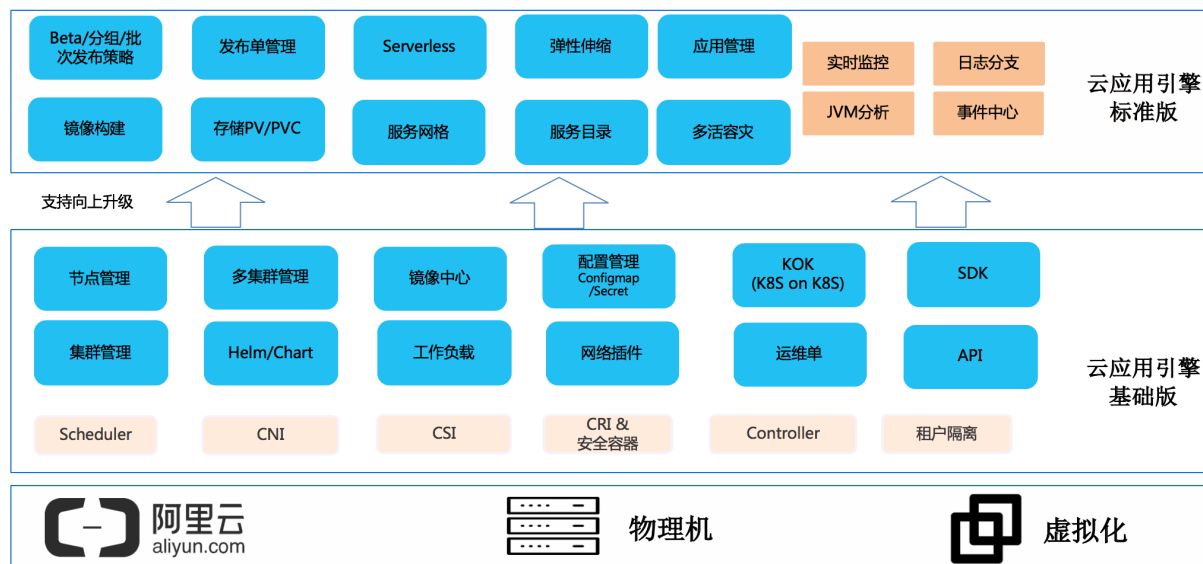 Beta/分组/批
次发布策略
发布单管理
Serverless
弹性伸缩
应用管理
实时监控
日志分支
镜像构建
存储PV/PVC
服务网格
服务目录
多活容灾
JVM分析
事件中心
云应用引擎
标准版
支持向上升级
节点管理
多集群管理
镜像中心
配置管理
Configmap
/Secret
KOK
(K8S on K8S)
SDK
集群管理
Helm/Chart
工作负载
网络插件
运维单
API
云应用引擎
基础版
Scheduler
CNI
CSI
CRI &
安全容器
Controller
租户隔离
阿里云
aliyun.com
物理机
虚拟化